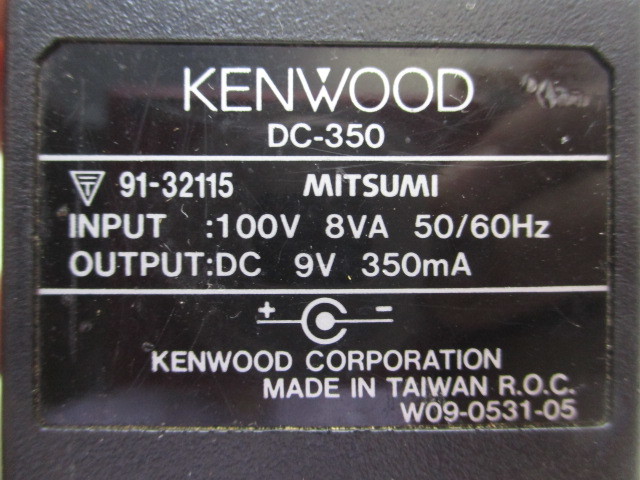 KENWOOD
DC-350
91-32115 MITSUMI
INPUT :100V 8VA 50/60Hz
OUTPUT:DC 9V 350mA
+ −
KENWOOD CORPORATION
MADE IN TAIWAN R.O.C.
W09-0531-05